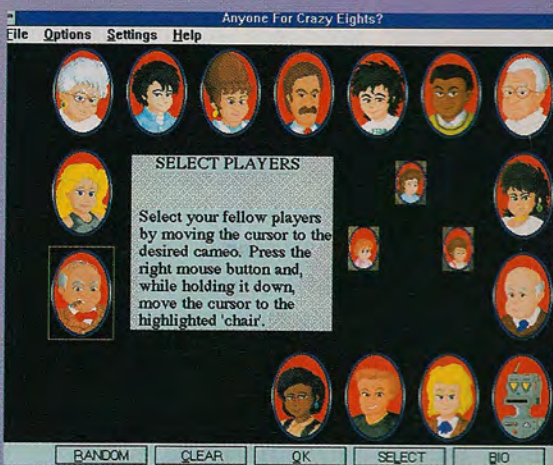 Anyone For Crazy Eights?
File Options Settings Help
SELECT PLAYERS
Select your fellow players
by moving the cursor to the
desired cameo. Press the
right mouse button and,
while holding it down,
move the cursor to the
highlighted 'chair'.
RANDOM CLEAR OK SELECT BIO